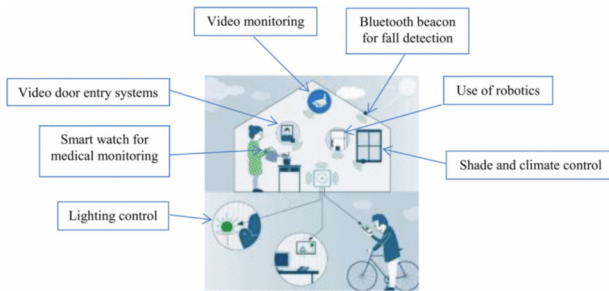 Video monitoring
Bluetooth beacon
for fall detection
Video door entry systems
Use of robotics
Smart watch for
medical monitoring
Shade and climate control
Lighting control